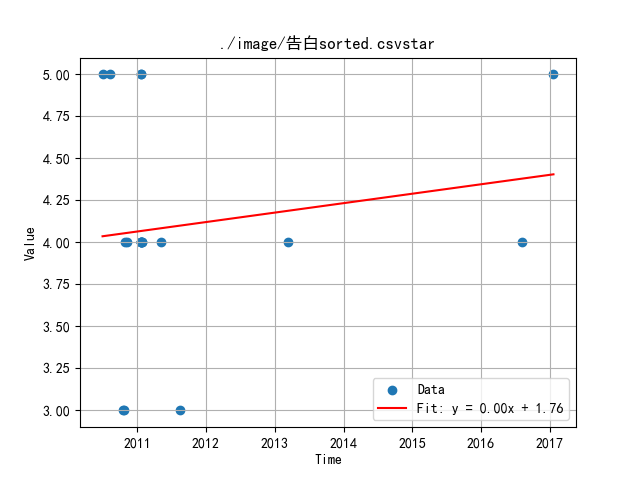 ./image/告白sorted.csvstar
5.00
4.75
4.50
4.25
4.00
3.75
3.50
3.25
3.00
Value
2011 2012 2013 2014 2015 2016 2017
Time
Data
Fit: y = 0.00x + 1.76